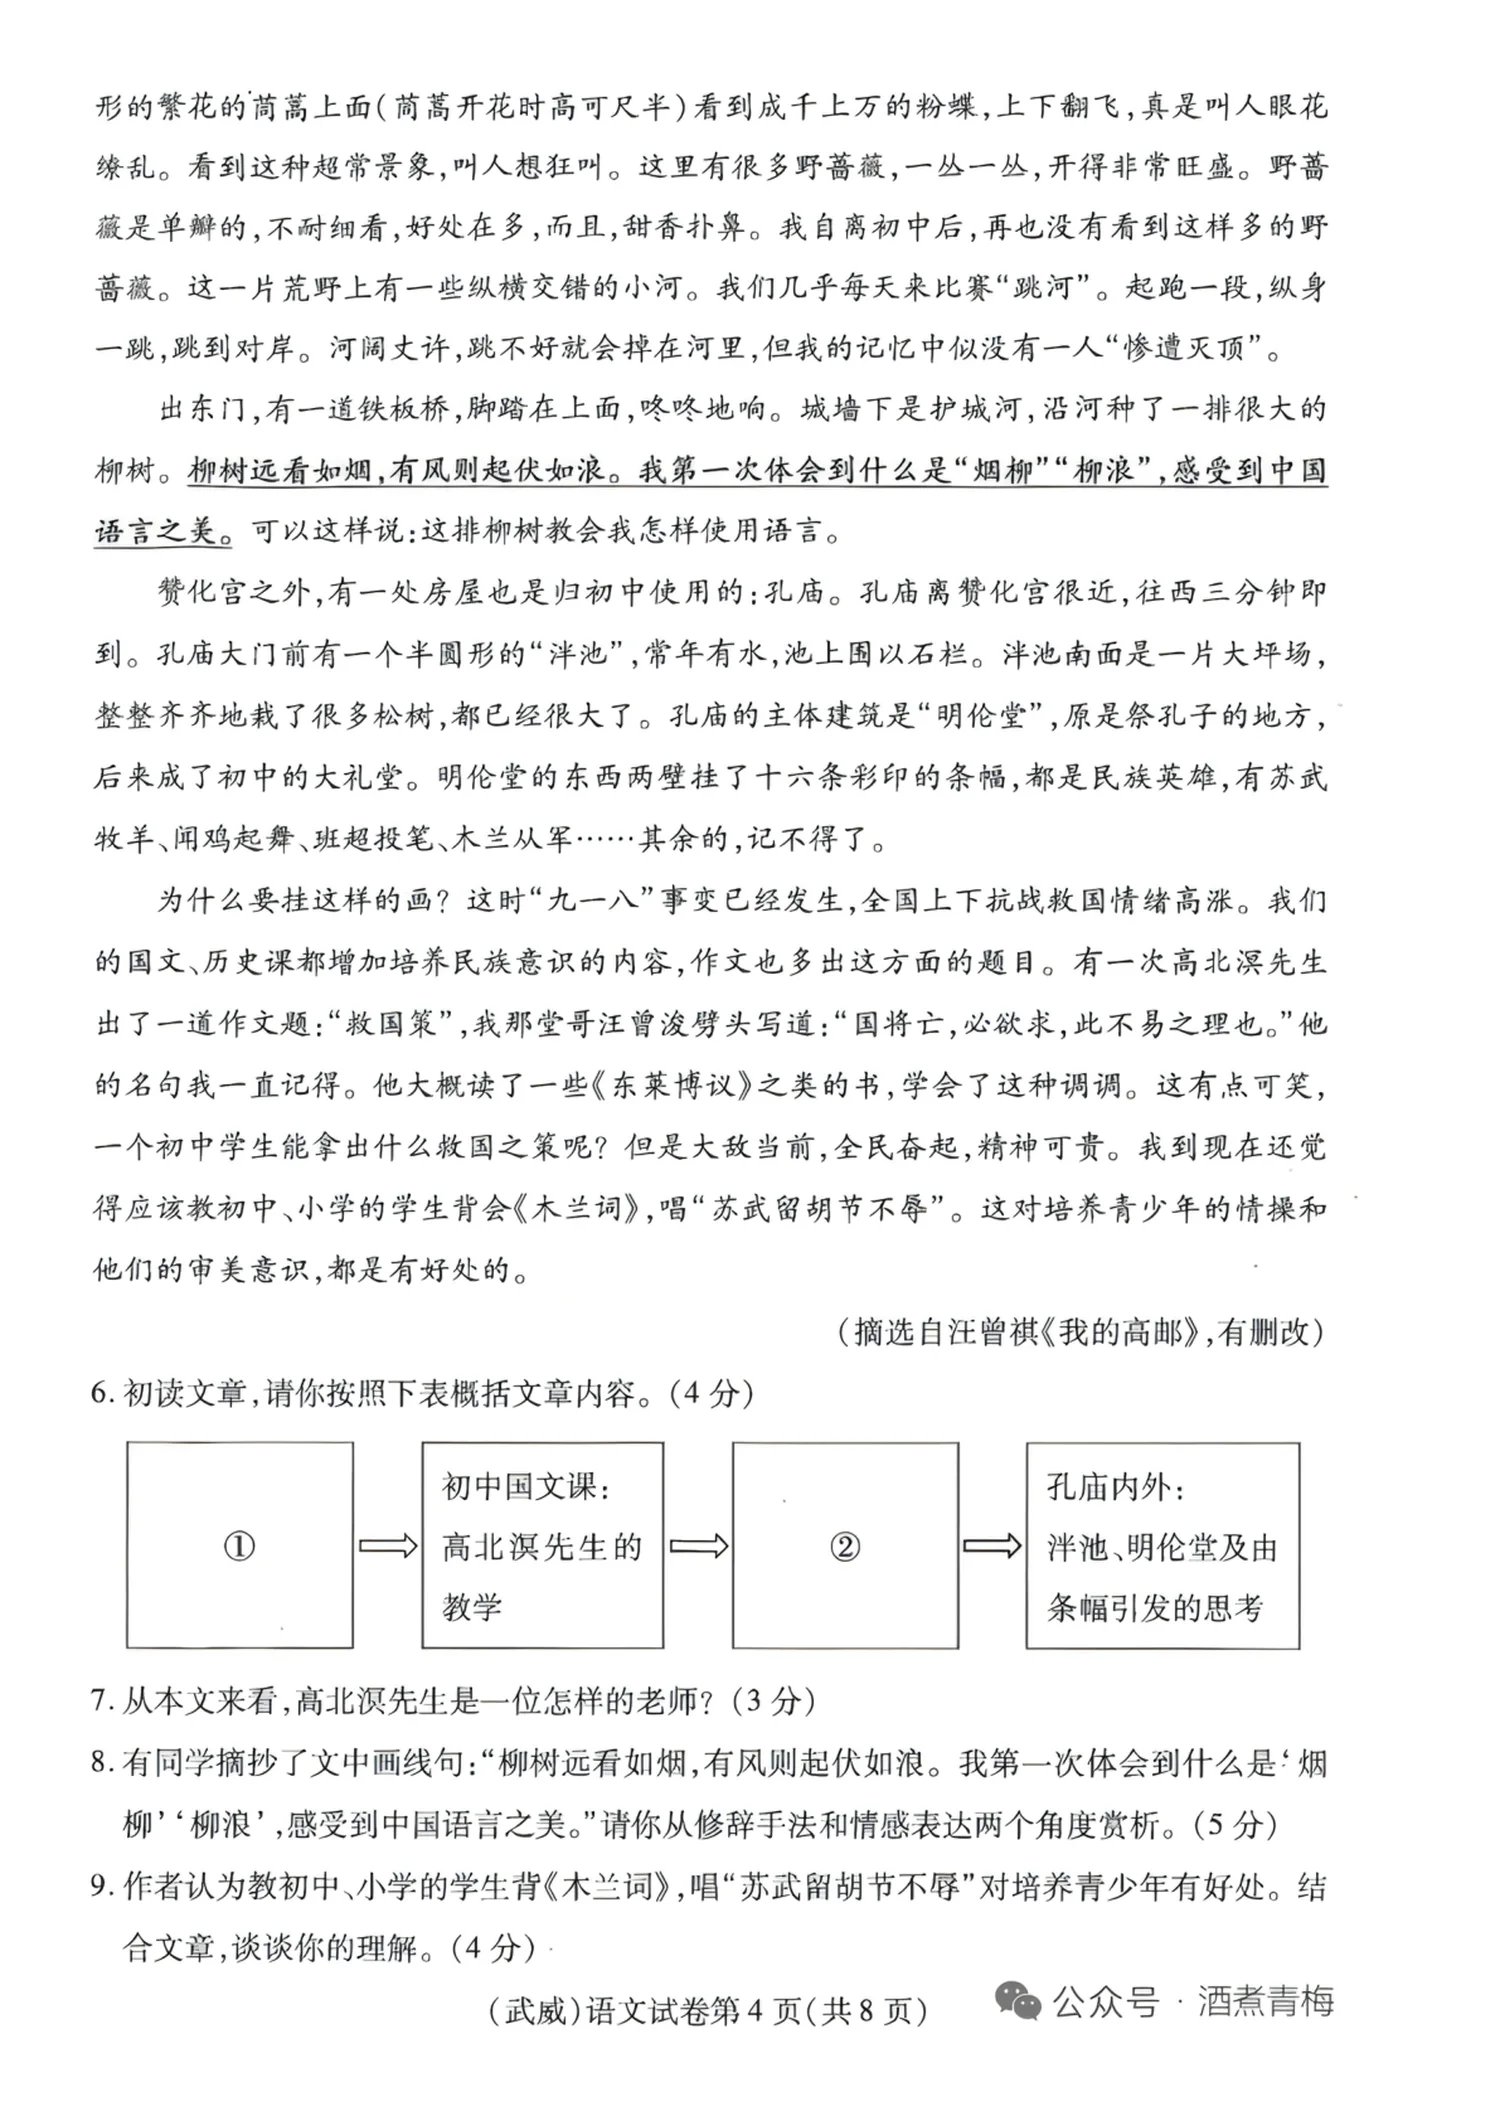 形的繁花的茼蒿上面(茼蒿开花时高可尺半)看到成千上万的粉蝶,上下翻飞,真是叫人眼花
缭乱。看到这种超常景象,叫人想狂叫。这里有很多野蔷薇,一丛一丛,开得非常旺盛。野蔷
薇是单瓣的,不耐细看,好处在多,而且,甜香扑鼻。我自离初中后,再也没有看到这样多的野
蔷薇。这一片荒野上有一些纵横交错的小河。我们几乎每天来比赛“跳河”。起跑一段,纵身
一跳,跳到对岸。河阔丈许,跳不好就会掉在河里,但我的记忆中似没有一人“惨遭灭顶”。
出东门,有一道铁板桥,脚踏在上面,咚咚地响。城墙下是护城河,沿河种了一排很大的
柳树。柳树远看如烟,有风则起伏如浪。我第一次体会到什么是“烟柳”“柳浪”,感受到中国
语言之美。可以这样说:这排柳树教会我怎样使用语言。
赞化宫之外,有一处房屋也是归初中使用的:孔庙。孔庙离赞化宫很近,往西三分钟即
到。孔庙大门前有一个半圆形的“泮池”,常年有水,池上围以石栏。泮池南面是一片大坪场,
整整齐齐地栽了很多松树,都已经很大了。孔庙的主体建筑是“明伦堂”,原是祭孔子的地方,
后来成了初中的大礼堂。明伦堂的东西两壁挂了十六条彩印的条幅,都是民族英雄,有苏武
牧羊、闻鸡起舞、班超投笔、木兰从军……其余的,记不得了。
为什么要挂这样的画？这时“九一八”事变已经发生,全国上下抗战救国情绪高涨。我们
的国文、历史课都增加培养民族意识的内容,作文也多出这方面的题目。有一次高北溟先生
出了一道作文题:“救国策”,我那堂哥汪曾浚劈头写道:“国将亡,必欲求,此不易之理也。”他
的名句我一直记得。他大概读了一些《东莱博议》之类的书,学会了这种调调。这有点可笑,
一个初中学生能拿出什么救国之策呢？但是大敌当前,全民奋起,精神可贵。我到现在还觉
得应该教初中、小学的学生背会《木兰词》,唱“苏武留胡节不辱”。这对培养青少年的情操和
他们的审美意识,都是有好处的。
(摘选自汪曾祺《我的高邮》,有删改)
6. 初读文章,请你按照下表概括文章内容。(4 分)
①
初中国文课:
高北溟先生的
教学
②
孔庙内外:
泮池、明伦堂及由
条幅引发的思考
7. 从本文来看,高北溟先生是一位怎样的老师？(3 分)
8. 有同学摘抄了文中画线句:“柳树远看如烟,有风则起伏如浪。我第一次体会到什么是‘烟
柳’‘柳浪’,感受到中国语言之美。”请你从修辞手法和情感表达两个角度赏析。(5 分)
9. 作者认为教初中、小学的学生背《木兰词》,唱“苏武留胡节不辱”对培养青少年有好处。结
合文章,谈谈你的理解。(4 分)
(武威)语文试卷第 4 页(共 8 页)
公众号 · 酒煮青梅